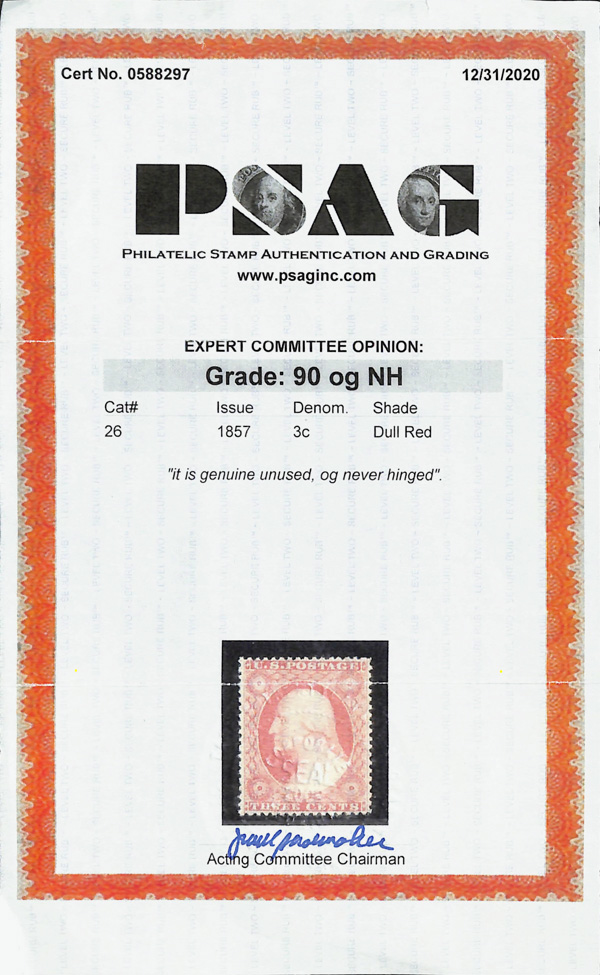 Cert No. 0588297 12/31/2020
PSAG
PHILATELIC STAMP AUTHENTICATION AND GRADING
www.psaginc.com
EXPERT COMMITTEE OPINION:
Grade: 90 og NH
Cat# Issue Denom. Shade
26 1857 3c Dull Red
"it is genuine unused, og never hinged".
U.S. POSTAGE
SEAL
THREE CENTS
Acting Committee Chairman